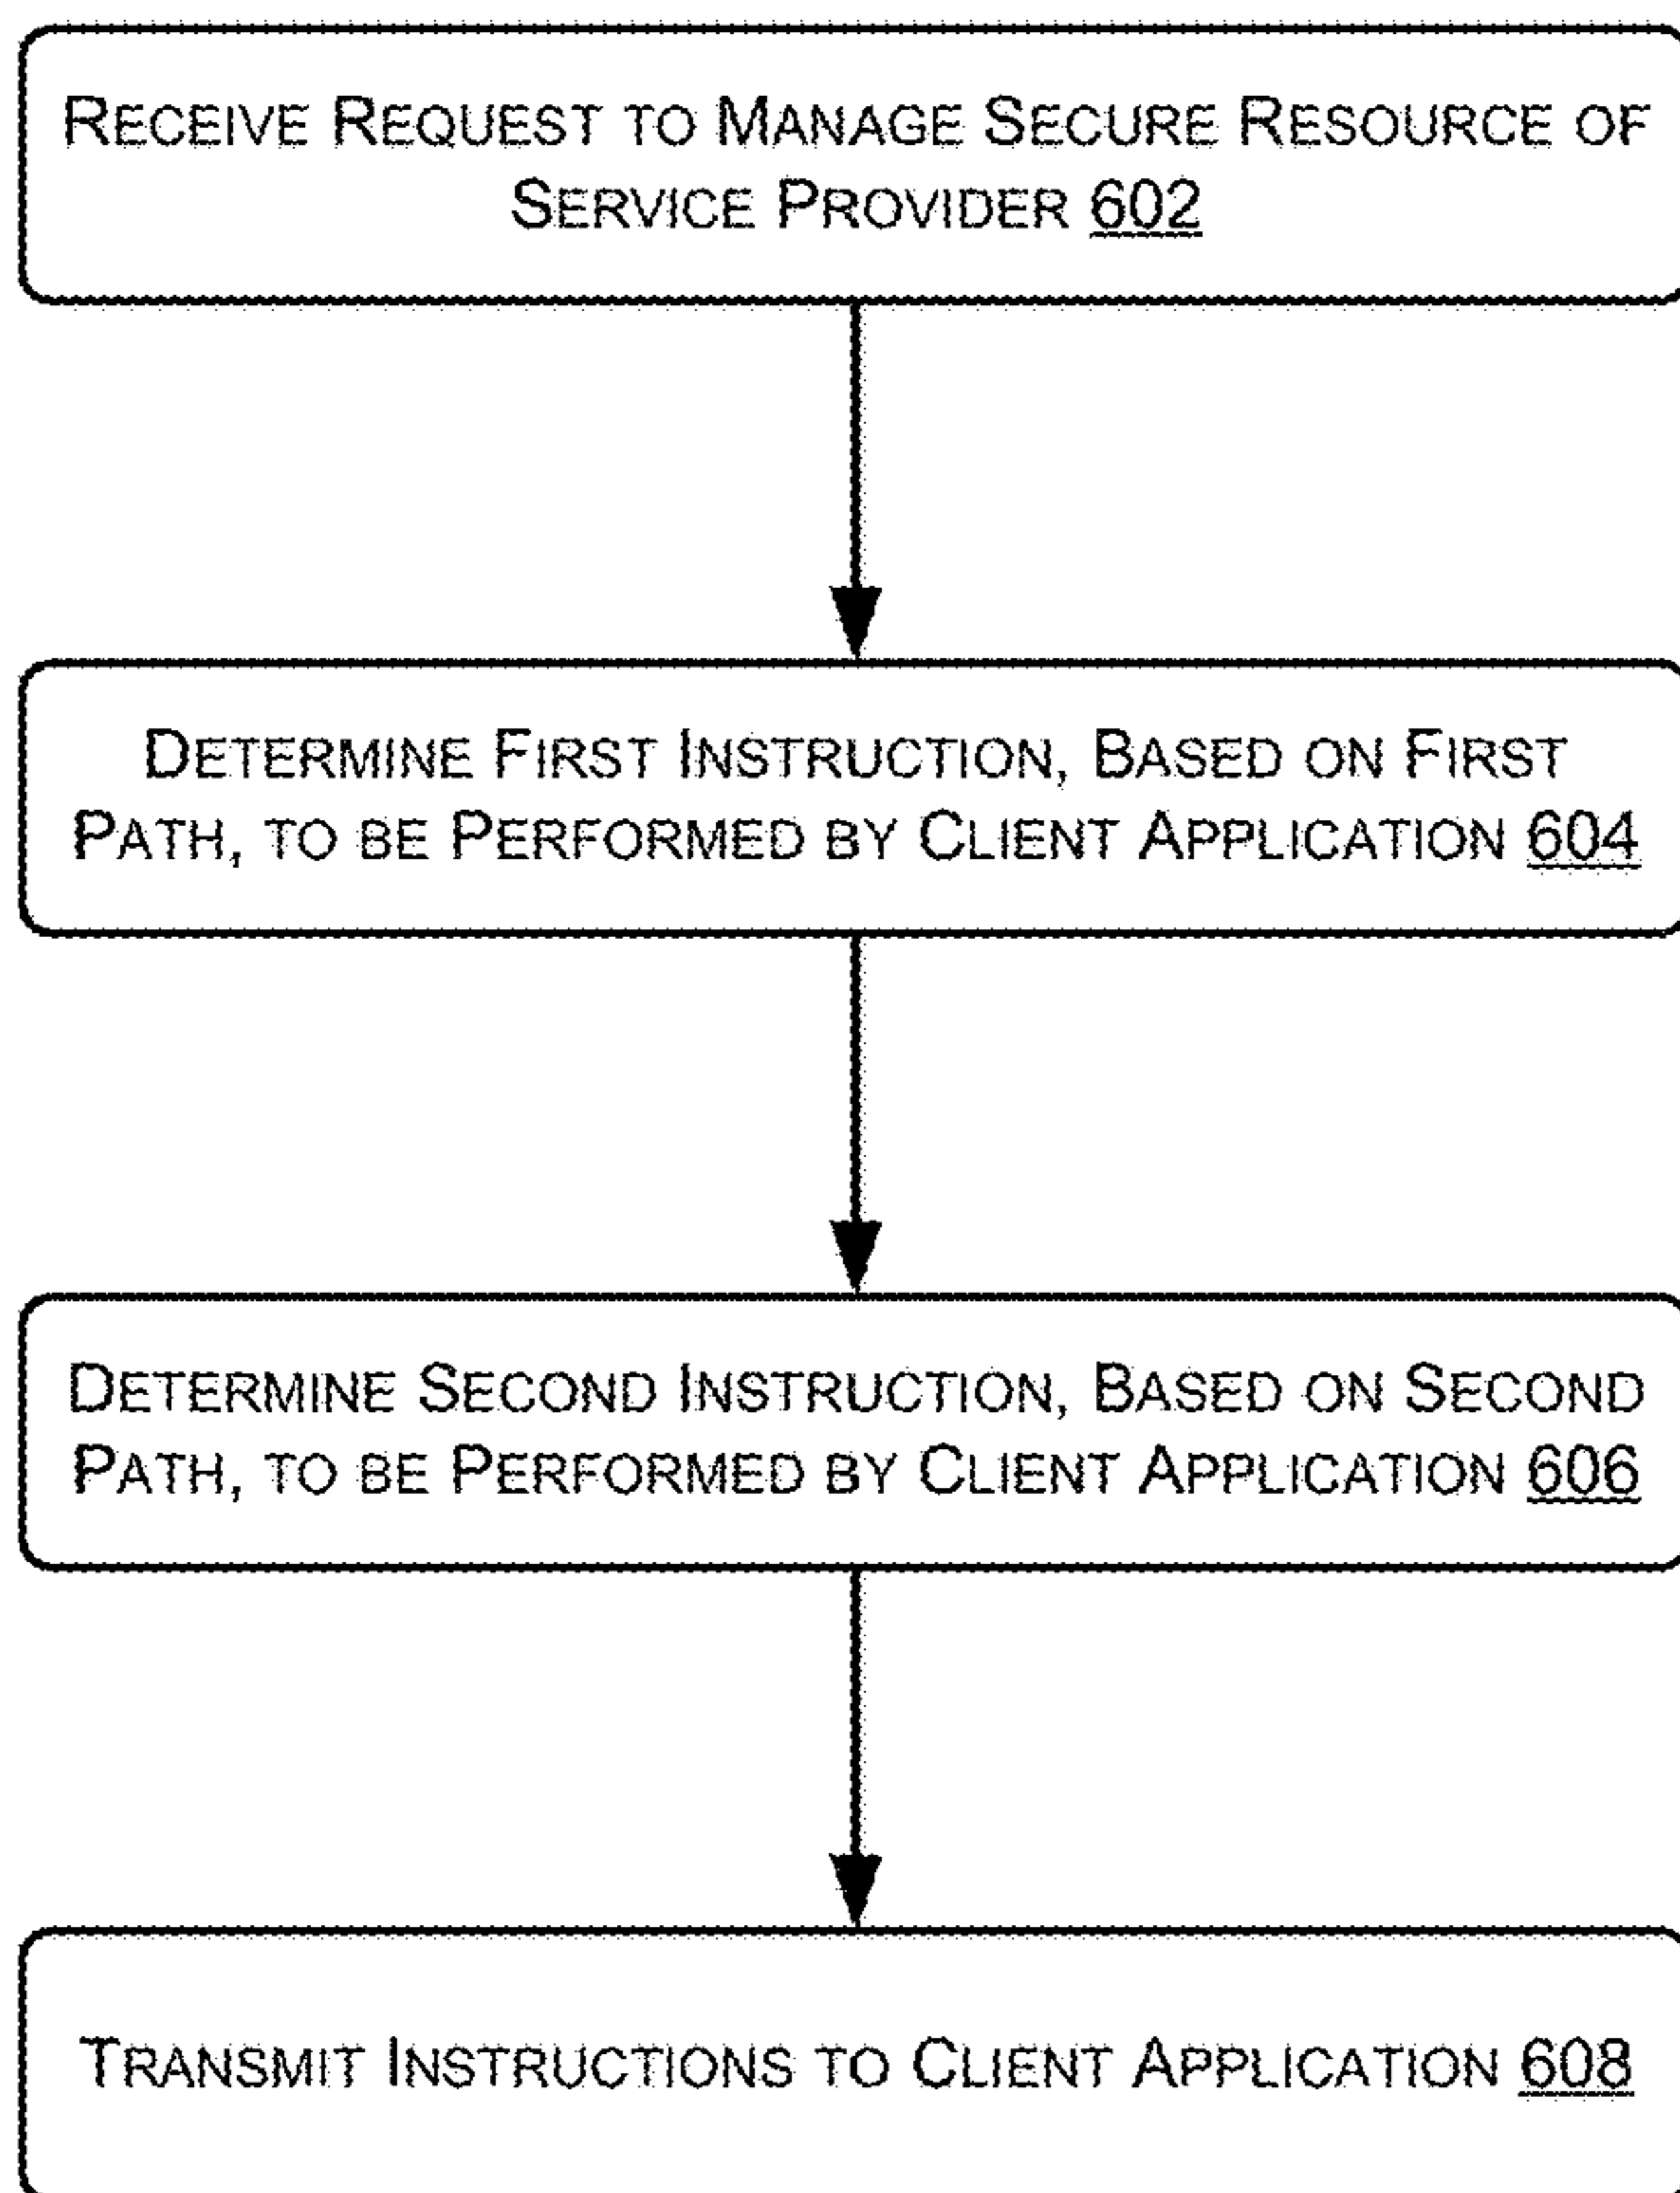 RECEIVE REQUEST TO MANAGE SECURE RESOURCE OF
SERVICE PROVIDER 602
DETERMINE FIRST INSTRUCTION, BASED ON FIRST
PATH, TO BE PERFORMED BY CLIENT APPLICATION 604
DETERMINE SECOND INSTRUCTION, BASED ON SECOND
PATH, TO BE PERFORMED BY CLIENT APPLICATION 606
TRANSMIT INSTRUCTIONS TO CLIENT APPLICATION 608